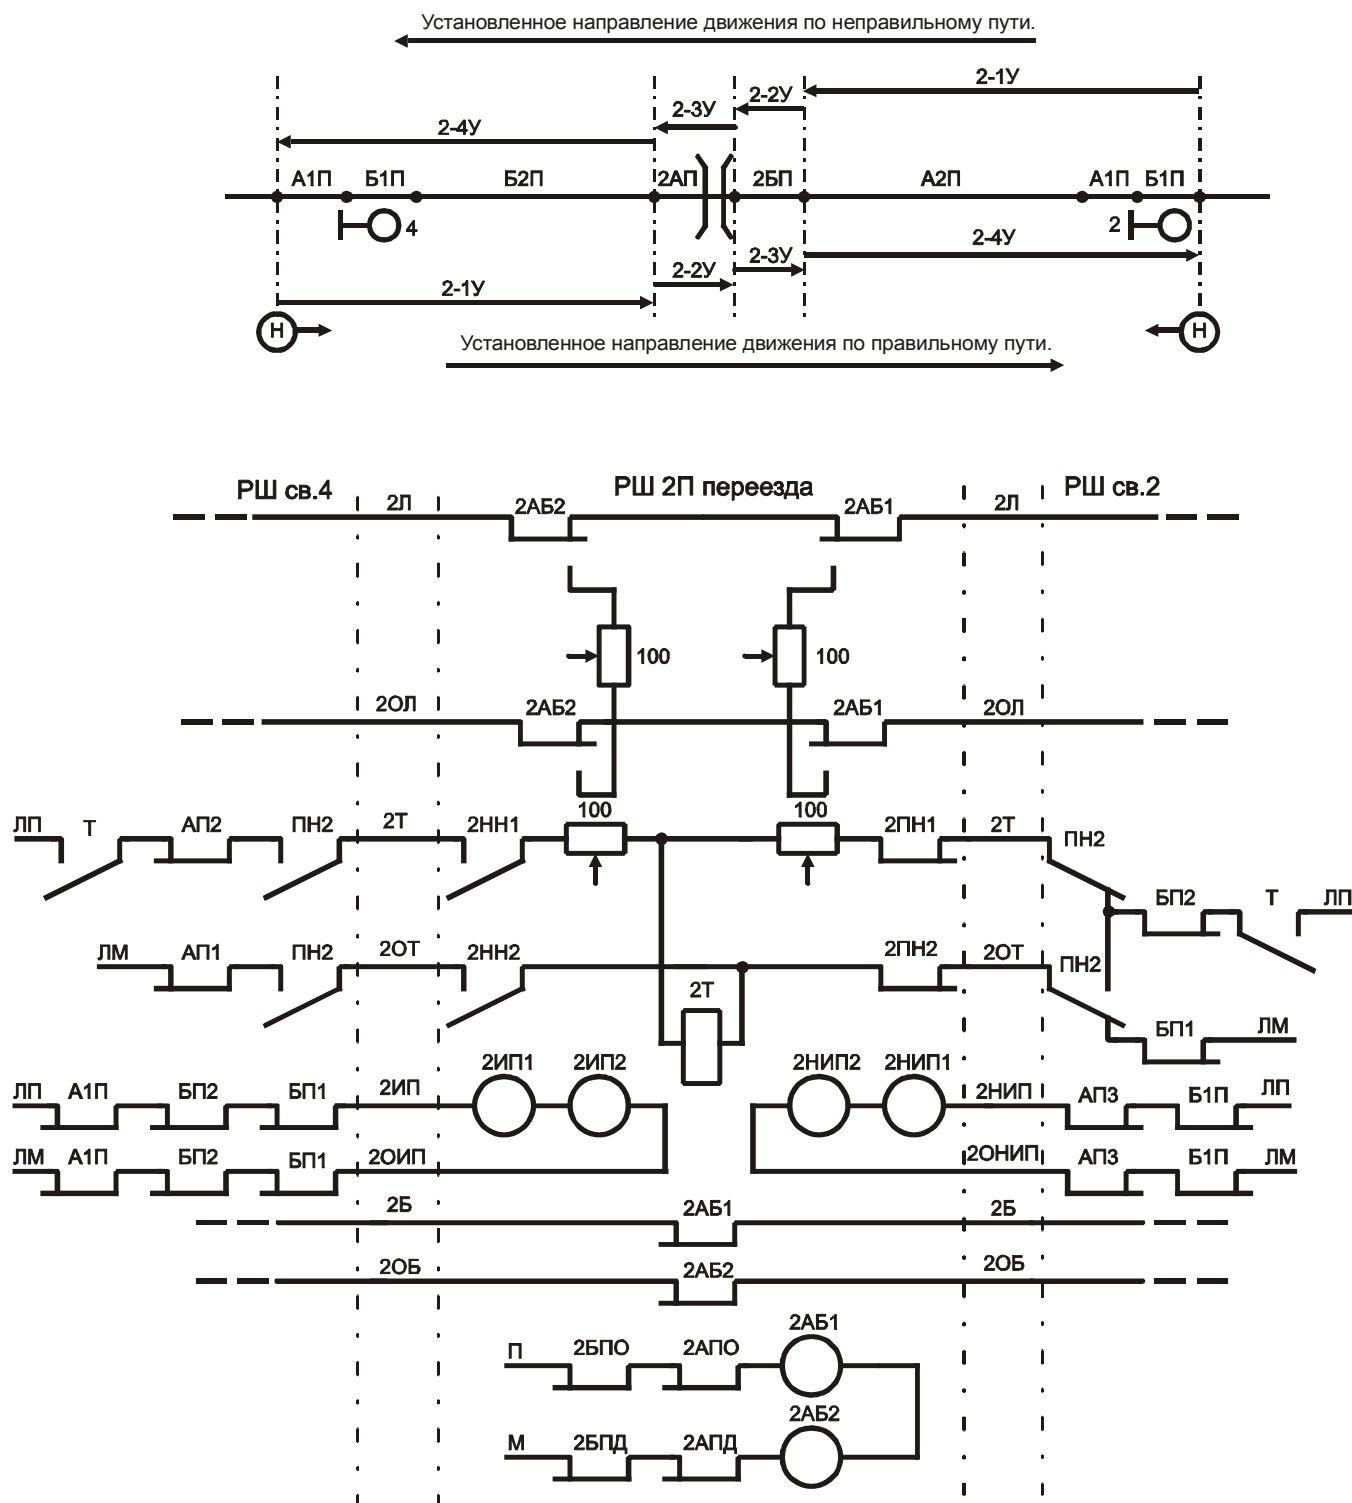 Установленное направление движения по неправильному пути.
2-1У
2-2У
2-3У
2-4У
А1П Б1П Б2П 2АП 2БП А2П А1П Б1П
4 2
2-4У
2-3У
2-2У
2-1У
Н Н
Установленное направление движения по правильному пути.
РШ св.4 РШ 2П переезда РШ св.2
2Л 2АБ2 2АБ1 2Л
100 100
2ОЛ 2АБ2 2АБ1 2ОЛ
100 100
ЛП Т АП2 ПН2 2Т 2НН1 2ПН1 2Т ПН2
БП2 Т ЛП
ЛМ АП1 ПН2 2ОТ 2НН2 2ПН2 2ОТ ПН2
2Т
БП1 ЛМ
ЛП А1П БП2 БП1 2ИП 2ИП1 2ИП2 2НИП2 2НИП1 2НИП АП3 Б1П ЛП
ЛМ А1П БП2 БП1 2ОИП 2ОНИП АП3 Б1П ЛМ
2Б 2АБ1 2Б
2ОБ 2АБ2 2ОБ
П 2БПО 2АПО 2АБ1
М 2БПД 2АПД 2АБ2